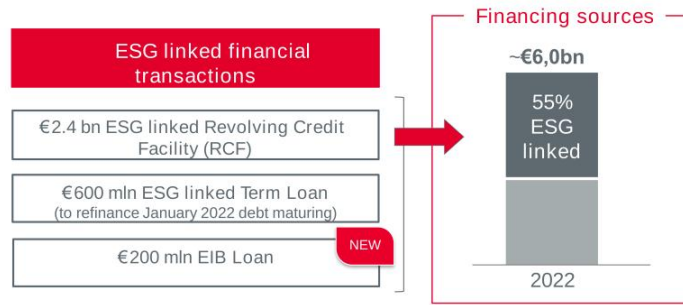 ESG linked financial
transactions
€2.4 bn ESG linked Revolving Credit
Facility (RCF)
€600 mln ESG linked Term Loan
(to refinance January 2022 debt maturing)
NEW
€200 mln EIB Loan
Financing sources
~€6,0bn
55%
ESG
linked
2022